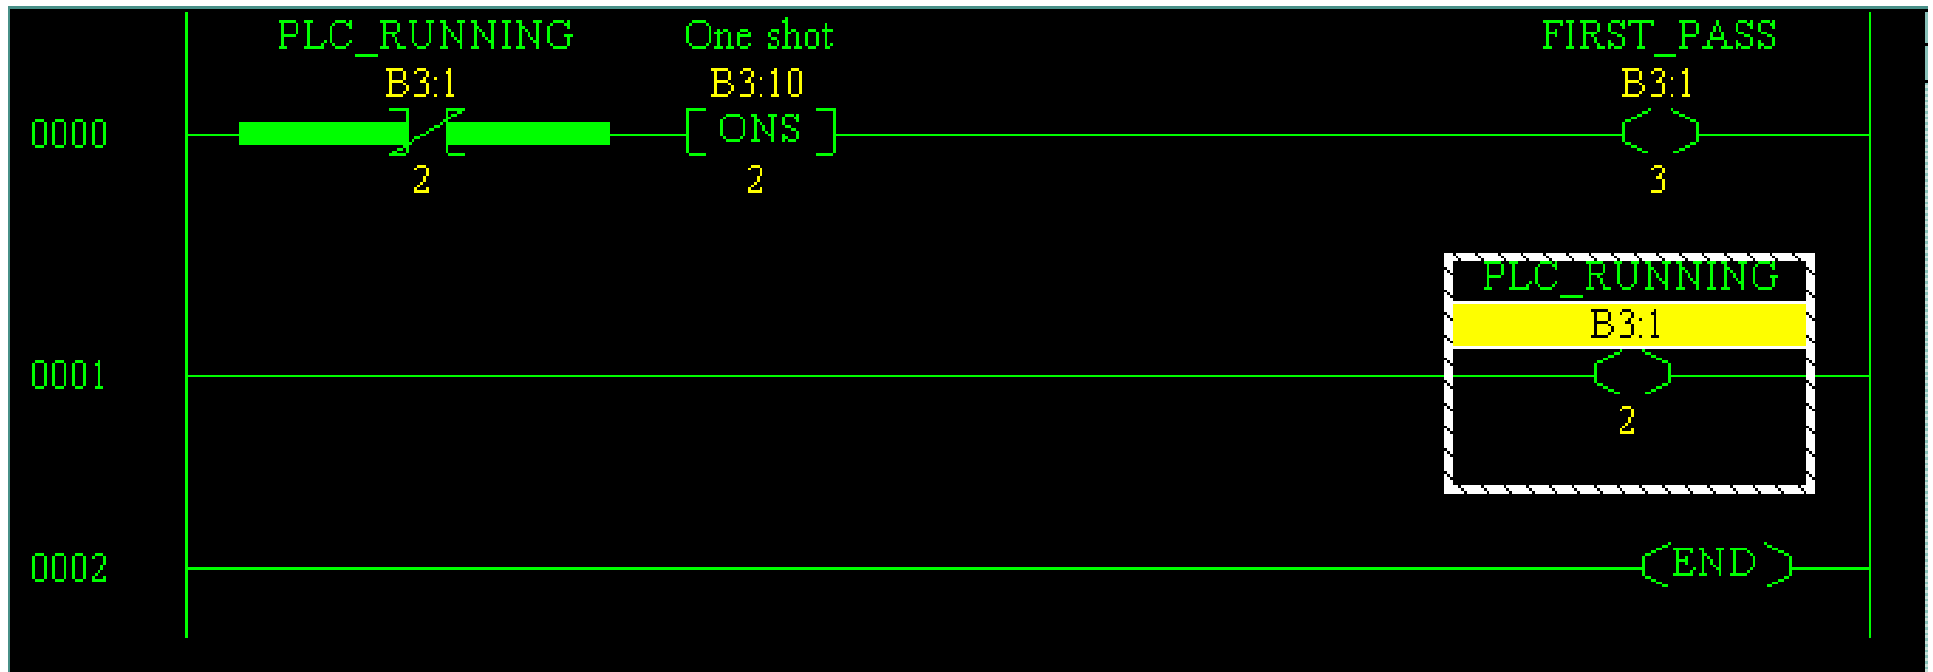 PLC_RUNNING One shot FIRST_PASS
B3:1 B3:10 B3:1
0000 ONS
2 2 3
PLC_RUNNING
B3:1
0001
2
0002 END